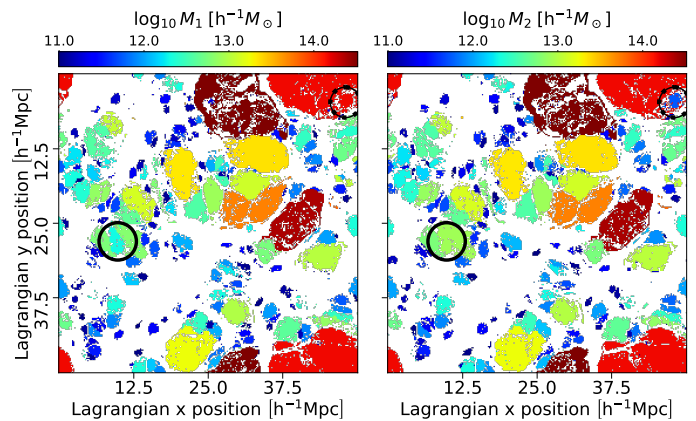 log₁₀ M₁ [h⁻¹M⊙]
11.0 12.0 13.0 14.0
log₁₀ M₂ [h⁻¹M⊙]
11.0 12.0 13.0 14.0
Lagrangian y position [h⁻¹Mpc]
12.5
25.0
37.5
12.5 25.0 37.5
Lagrangian x position [h⁻¹Mpc]
12.5 25.0 37.5
Lagrangian x position [h⁻¹Mpc]